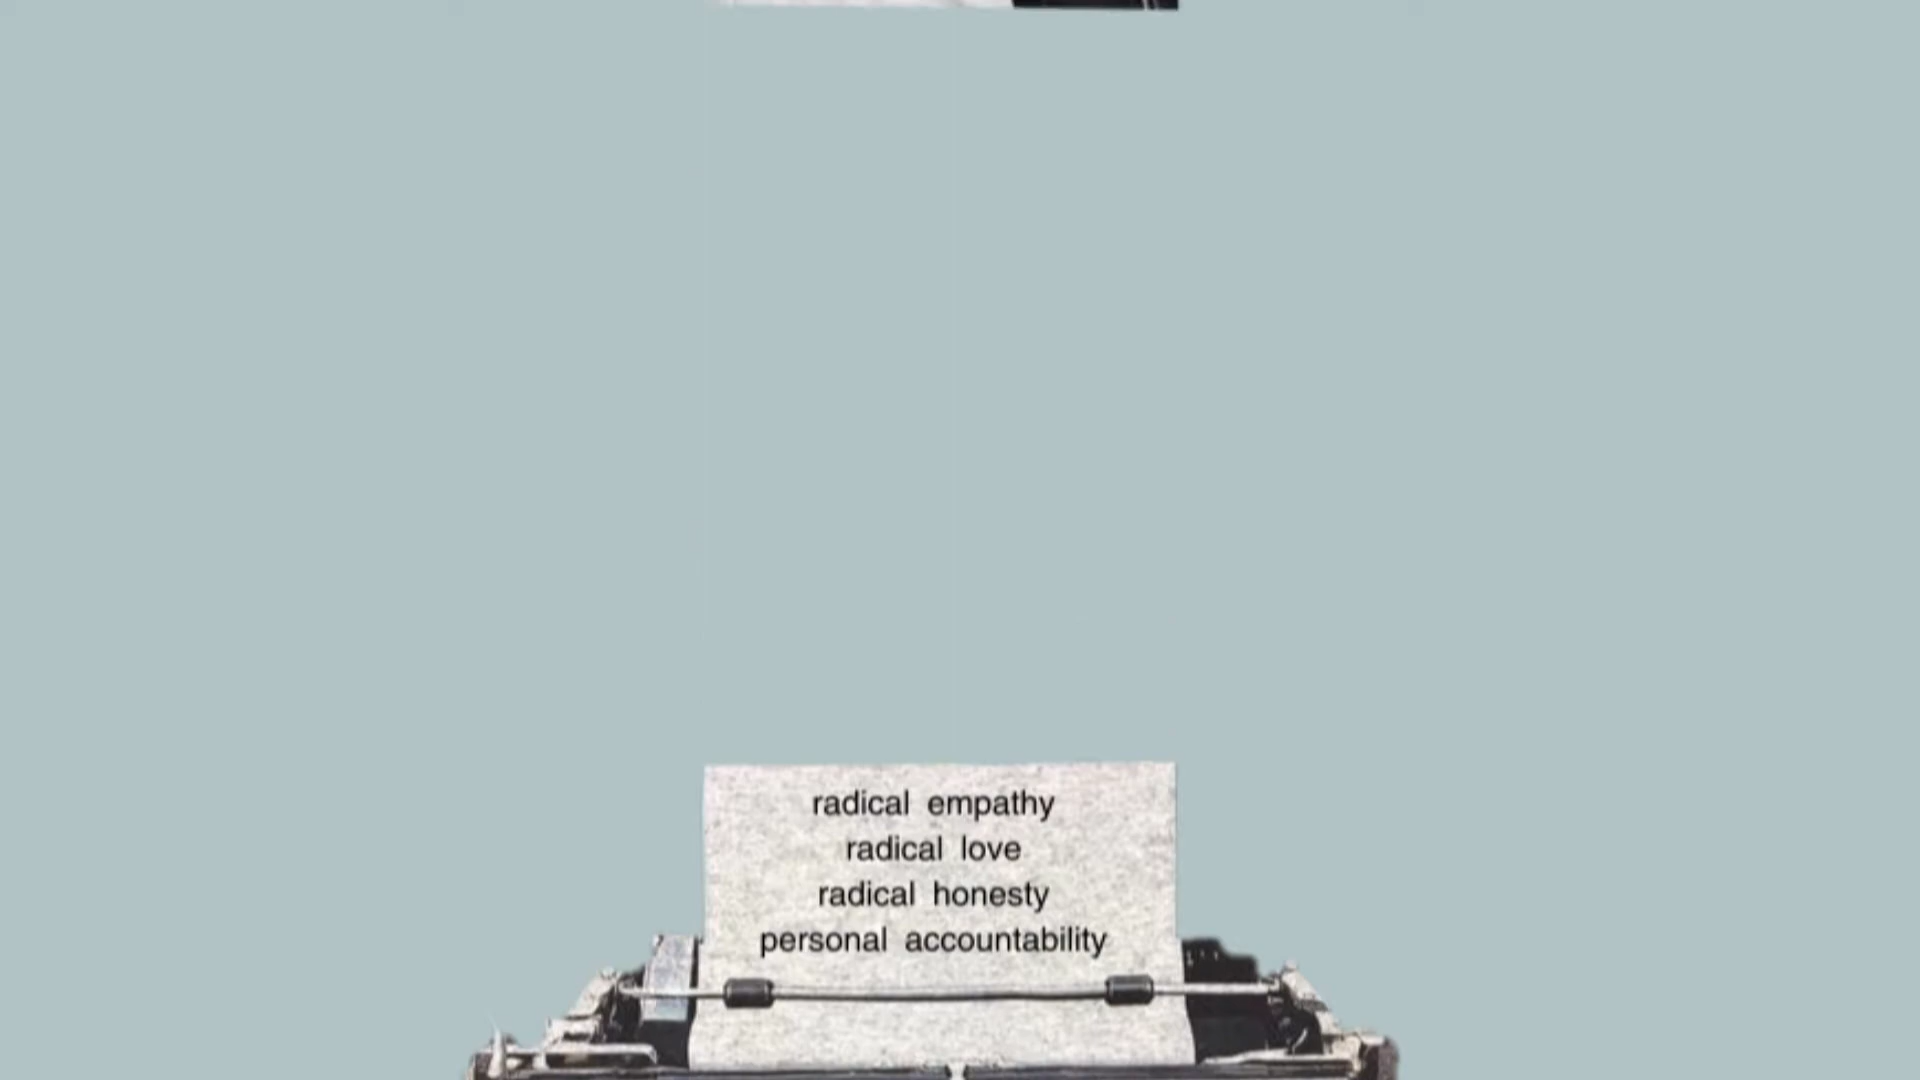 radical empathy
radical love
radical honesty
personal accountability